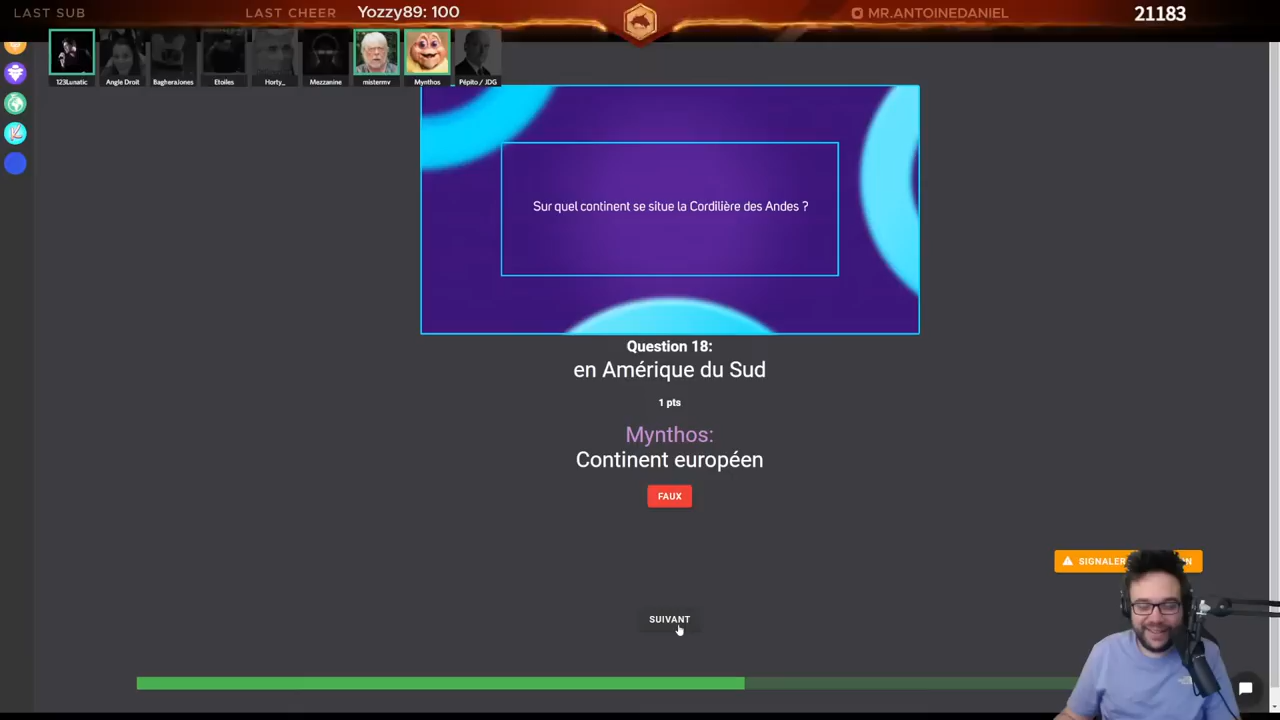 LAST SUB
LAST CHEER
Yozzy89: 100
MR.ANTOINEDANIEL
21183
123Lunatic
Angle Droit
BagheraJones
Etoiles
Horty_
Mezzanine
mistermv
Mynthos
Pépito / JDG
Sur quel continent se situe la Cordilière des Andes ?
Question 18:
en Amérique du Sud
1 pts
Mynthos:
Continent européen
FAUX
SIGNALER
SUIVANT